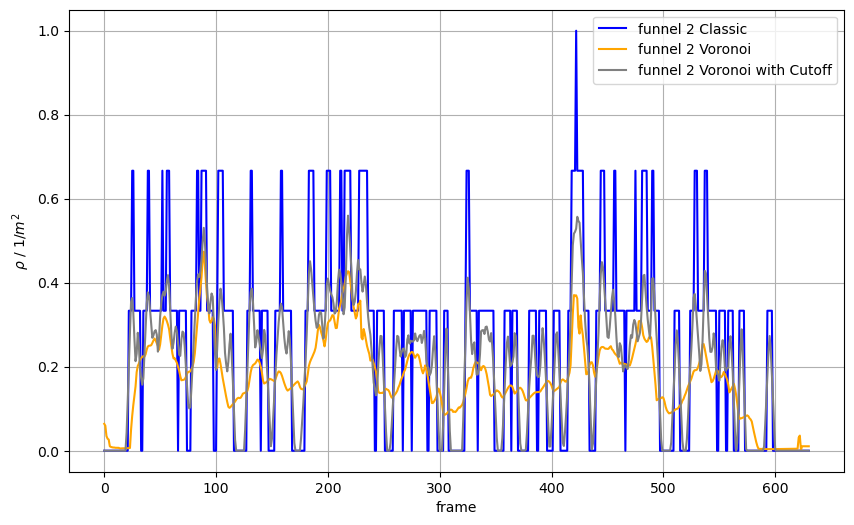 funnel 2 Classic
funnel 2 Voronoi
funnel 2 Voronoi with Cutoff
1.0
0.8
0.6
0.4
0.2
0.0
ρ / 1/m²
0 100 200 300 400 500 600
frame